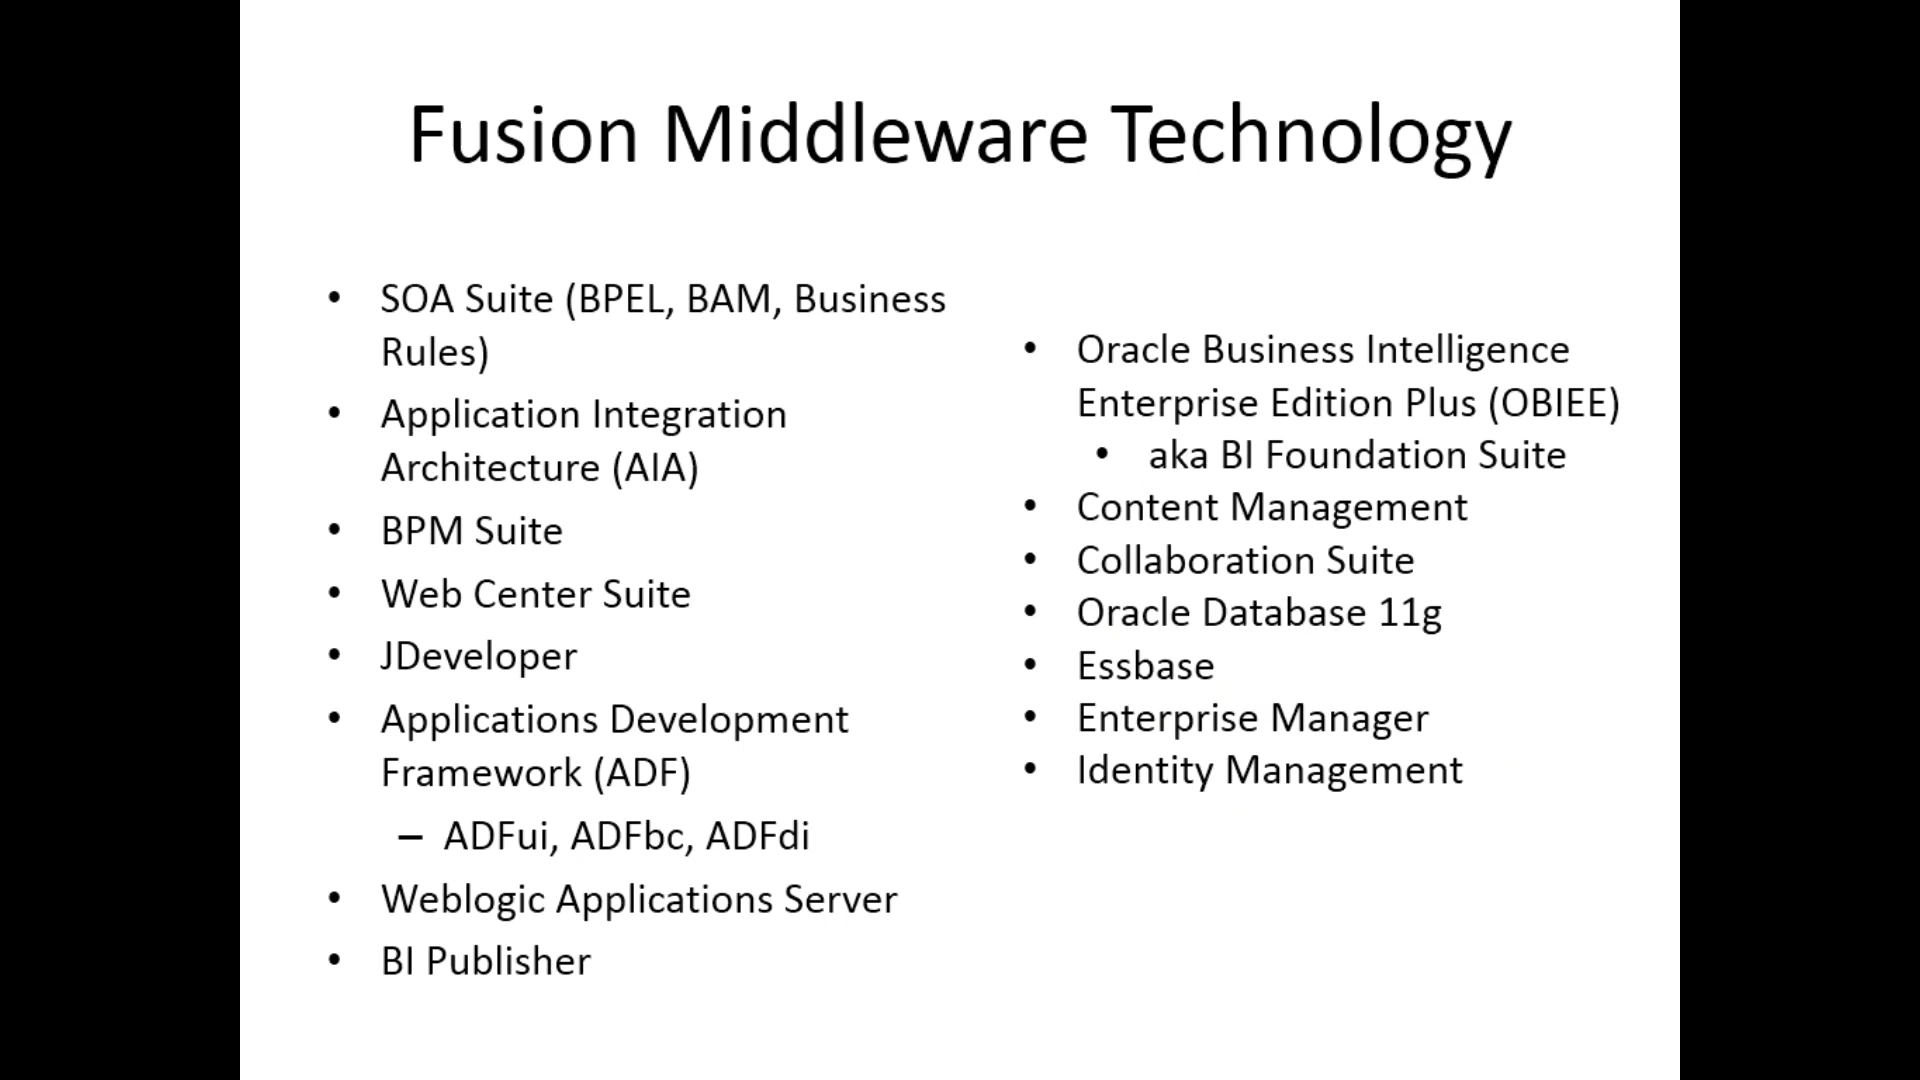 Fusion Middleware Technology
• SOA Suite (BPEL, BAM, Business
Rules)
• Application Integration
Architecture (AIA)
• BPM Suite
• Web Center Suite
• JDeveloper
• Applications Development
Framework (ADF)
– ADFui, ADFbc, ADFdi
• Weblogic Applications Server
• BI Publisher
• Oracle Business Intelligence
Enterprise Edition Plus (OBIEE)
• aka BI Foundation Suite
• Content Management
• Collaboration Suite
• Oracle Database 11g
• Essbase
• Enterprise Manager
• Identity Management